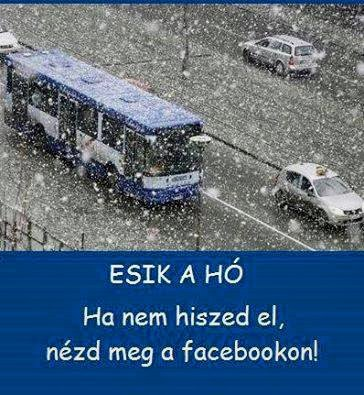 ESIK A HÓ
Ha nem hiszed el,
nézd meg a facebookon!